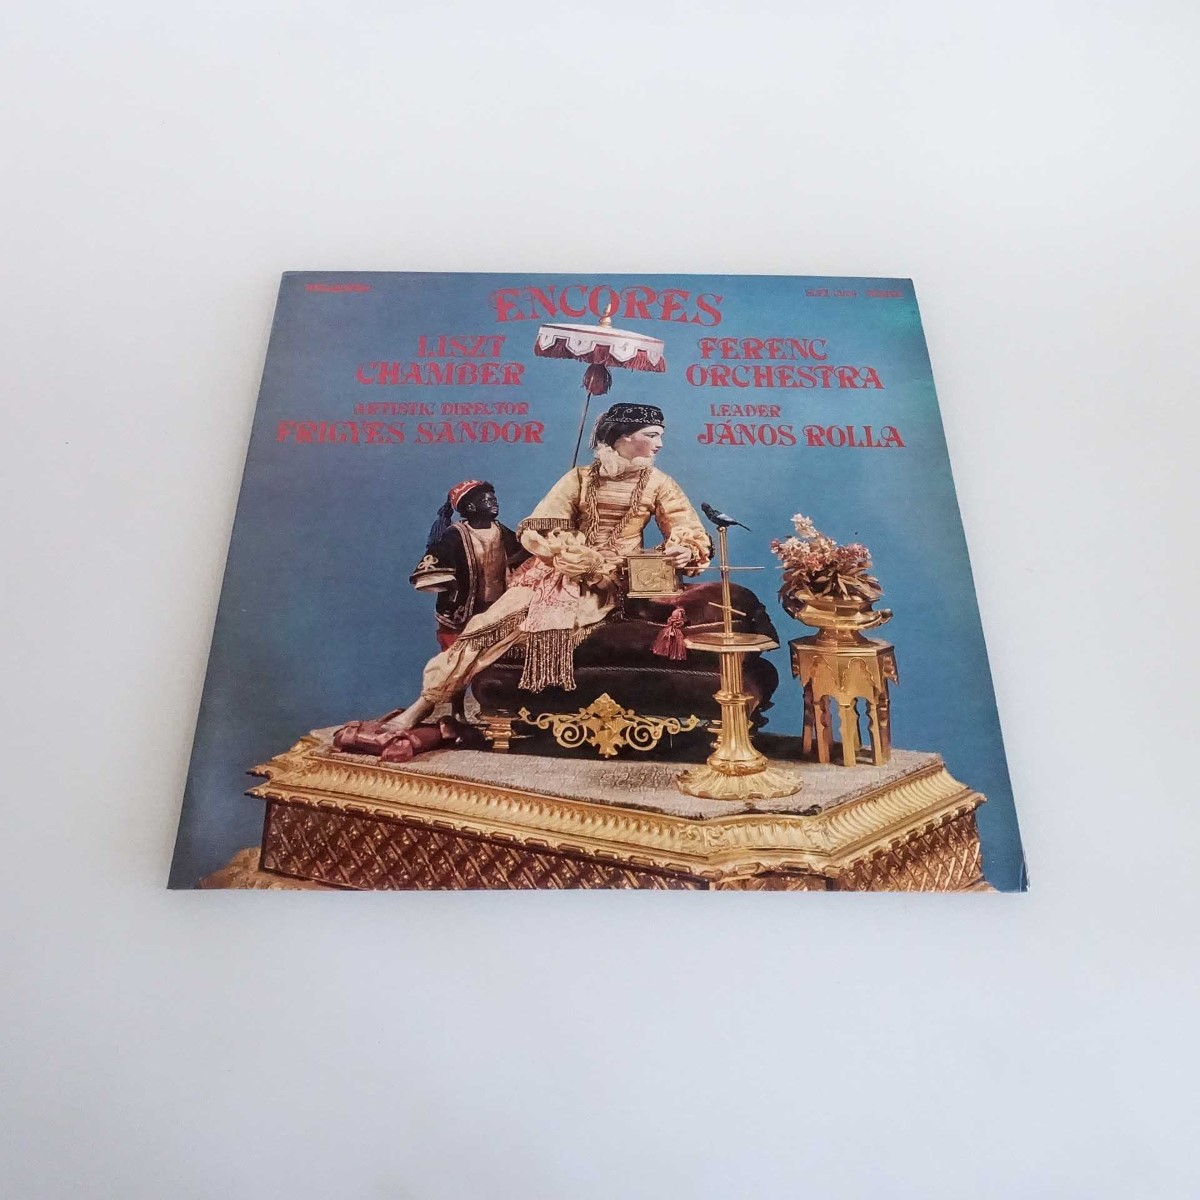 ENCORES
LISZT FERENC
CHAMBER ORCHESTRA
ARTISTIC DIRECTOR LEADER
FRIGYES SÁNDOR JÁNOS ROLLA